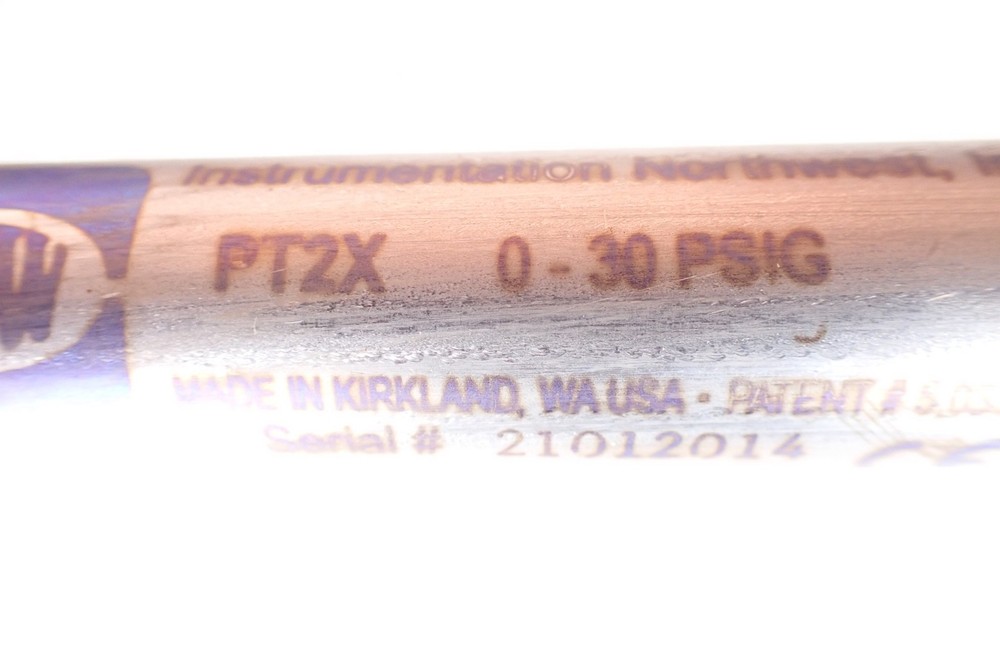 Instrumentation Northwest,
PT2X 0 - 30 PSIG
MADE IN KIRKLAND, WA USA • PATENT #
Serial # 21012014